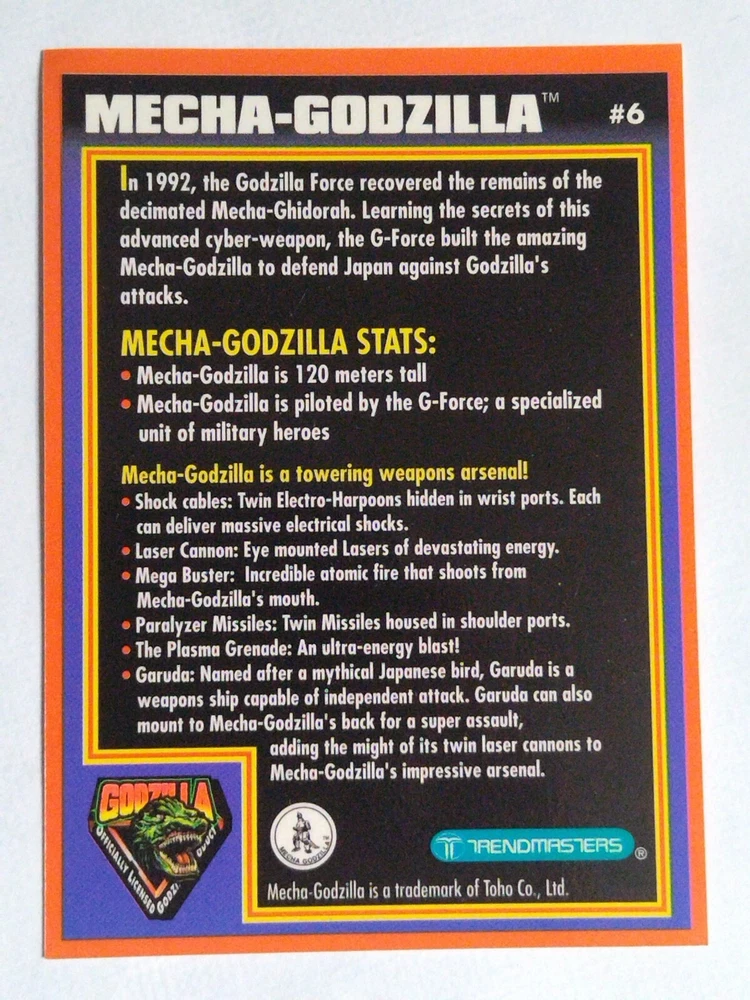 MECHA-GODZILLA™ #6
In 1992, the Godzilla Force recovered the remains of the
decimated Mecha-Ghidorah. Learning the secrets of this
advanced cyber-weapon, the G-Force built the amazing
Mecha-Godzilla to defend Japan against Godzilla's
attacks.
MECHA-GODZILLA STATS:
• Mecha-Godzilla is 120 meters tall
• Mecha-Godzilla is piloted by the G-Force; a specialized
unit of military heroes
Mecha-Godzilla is a towering weapons arsenal!
• Shock cables: Twin Electro-Harpoons hidden in wrist ports. Each
can deliver massive electrical shocks.
• Laser Cannon: Eye mounted Lasers of devastating energy.
• Mega Buster: Incredible atomic fire that shoots from
Mecha-Godzilla's mouth.
• Paralyzer Missiles: Twin Missiles housed in shoulder ports.
• The Plasma Grenade: An ultra-energy blast!
• Garuda: Named after a mythical Japanese bird, Garuda is a
weapons ship capable of independent attack. Garuda can also
mount to Mecha-Godzilla's back for a super assault,
adding the might of its twin laser cannons to
Mecha-Godzilla's impressive arsenal.
GODZILLA
OFFICIALLY LICENSED GODZI
MECHA GODZILLA™
TRENDMASTERS®
Mecha-Godzilla is a trademark of Toho Co., Ltd.